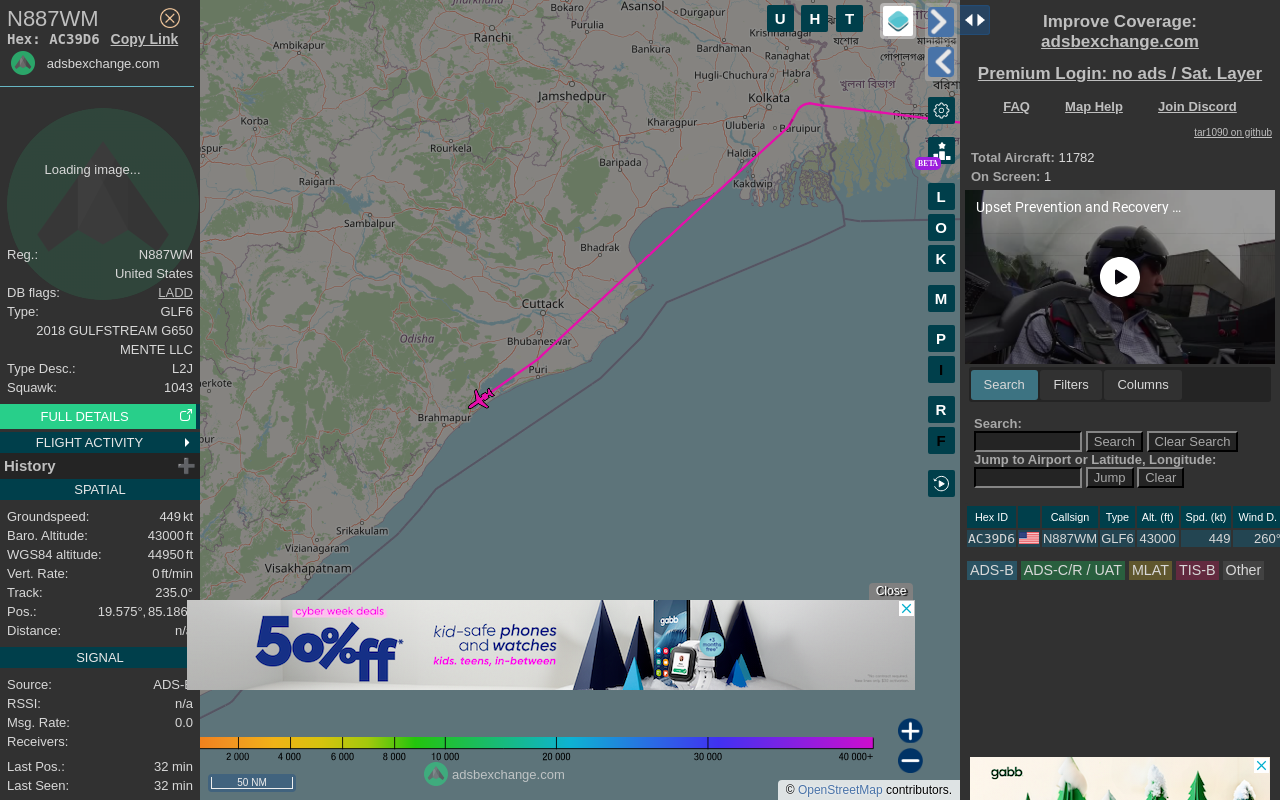 N887WM
Hex: AC39D6 Copy Link
adsbexchange.com
Loading image...
Reg.: N887WM
United States
DB flags: LADD
Type: GLF6
2018 GULFSTREAM G650
MENTE LLC
Type Desc.: L2J
Squawk: 1043
FULL DETAILS
FLIGHT ACTIVITY
History
SPATIAL
Groundspeed: 449 kt
Baro. Altitude: 43000 ft
WGS84 altitude: 44950 ft
Vert. Rate: 0 ft/min
Track: 235.0°
Pos.: 19.575°, 85.186
Distance: n/
SIGNAL
Source: ADS-
RSSI: n/a
Msg. Rate: 0.0
Receivers:
Last Pos.: 32 min
Last Seen: 32 min
U H T
Bokaro
Asansol
Durgapur
Purulia
Krishnanagar
Ranchi
Ambikapur
Bankura
Bardhaman
যশোর
Ranaghat
Hugli-Chuchura
Habra
খুলনা বিভাগ
Jamshedpur
Kolkata
Korba
Kharagpur
Uluberia
Baruipur
Rourkela
Haldia
Baripada
Raigarh
Kakdwip
Sambalpur
Bhadrak
Cuttack
Odisha
Bhubaneswar
Puri
Brahmapur
Srikakulam
Vizianagaram
Visakhapatnam
BETA
L
O
K
M
P
I
R
F
Close
cyber week deals
50%off*
kid-safe phones
and watches
kids. teens, in-between
gabb
+3
months
free
2 000 4 000 6 000 8 000 10 000 20 000 30 000 40 000+
adsbexchange.com
50 NM
© OpenStreetMap contributors.
Improve Coverage:
adsbexchange.com
Premium Login: no ads / Sat. Layer
FAQ Map Help Join Discord
tar1090 on github
Total Aircraft: 11782
On Screen: 1
Upset Prevention and Recovery ...
Search Filters Columns
Search:
Search Clear Search
Jump to Airport or Latitude, Longitude:
Jump Clear
Hex ID Callsign Type Alt. (ft) Spd. (kt) Wind D.
AC39D6 N887WM GLF6 43000 449 260°
ADS-B ADS-C/R / UAT MLAT TIS-B Other
gabb